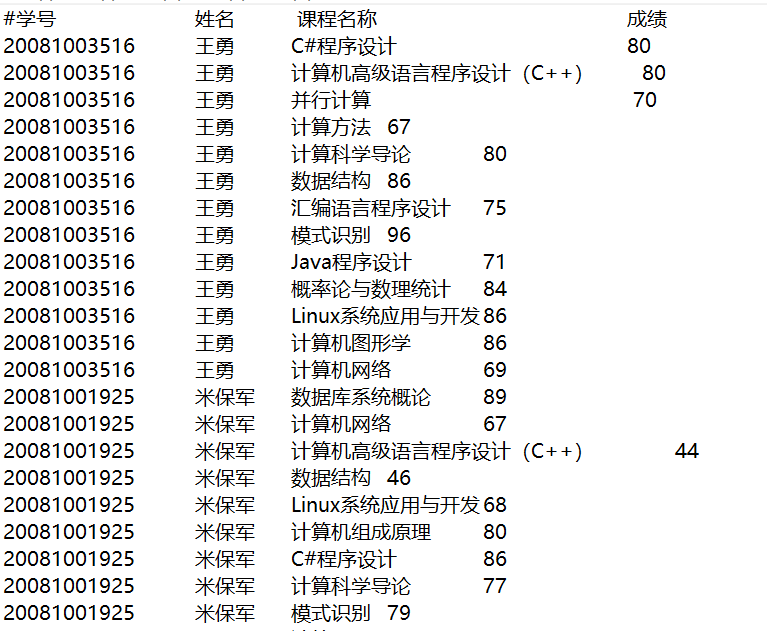 #学号 姓名 课程名称 成绩
20081003516 王勇 C#程序设计 80
20081003516 王勇 计算机高级语言程序设计（C++） 80
20081003516 王勇 并行计算 70
20081003516 王勇 计算方法 67
20081003516 王勇 计算科学导论 80
20081003516 王勇 数据结构 86
20081003516 王勇 汇编语言程序设计 75
20081003516 王勇 模式识别 96
20081003516 王勇 Java程序设计 71
20081003516 王勇 概率论与数理统计 84
20081003516 王勇 Linux系统应用与开发 86
20081003516 王勇 计算机图形学 86
20081003516 王勇 计算机网络 69
20081001925 米保军 数据库系统概论 89
20081001925 米保军 计算机网络 67
20081001925 米保军 计算机高级语言程序设计（C++） 44
20081001925 米保军 数据结构 46
20081001925 米保军 Linux系统应用与开发 68
20081001925 米保军 计算机组成原理 80
20081001925 米保军 C#程序设计 86
20081001925 米保军 计算科学导论 77
20081001925 米保军 模式识别 79